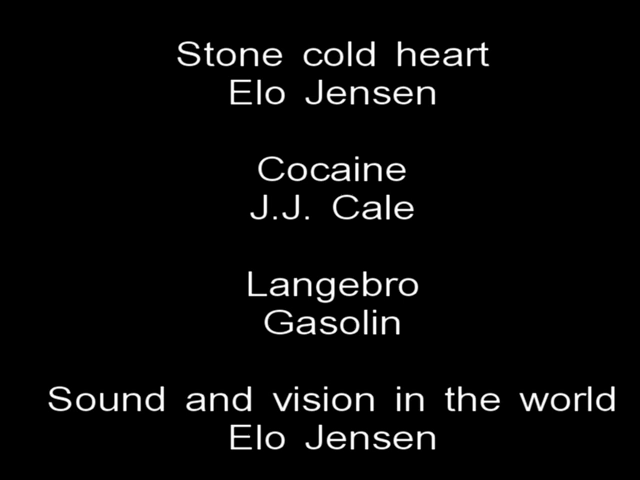 Stone cold heart
Elo Jensen
Cocaine
J.J. Cale
Langebro
Gasolin
Sound and vision in the world
Elo Jensen